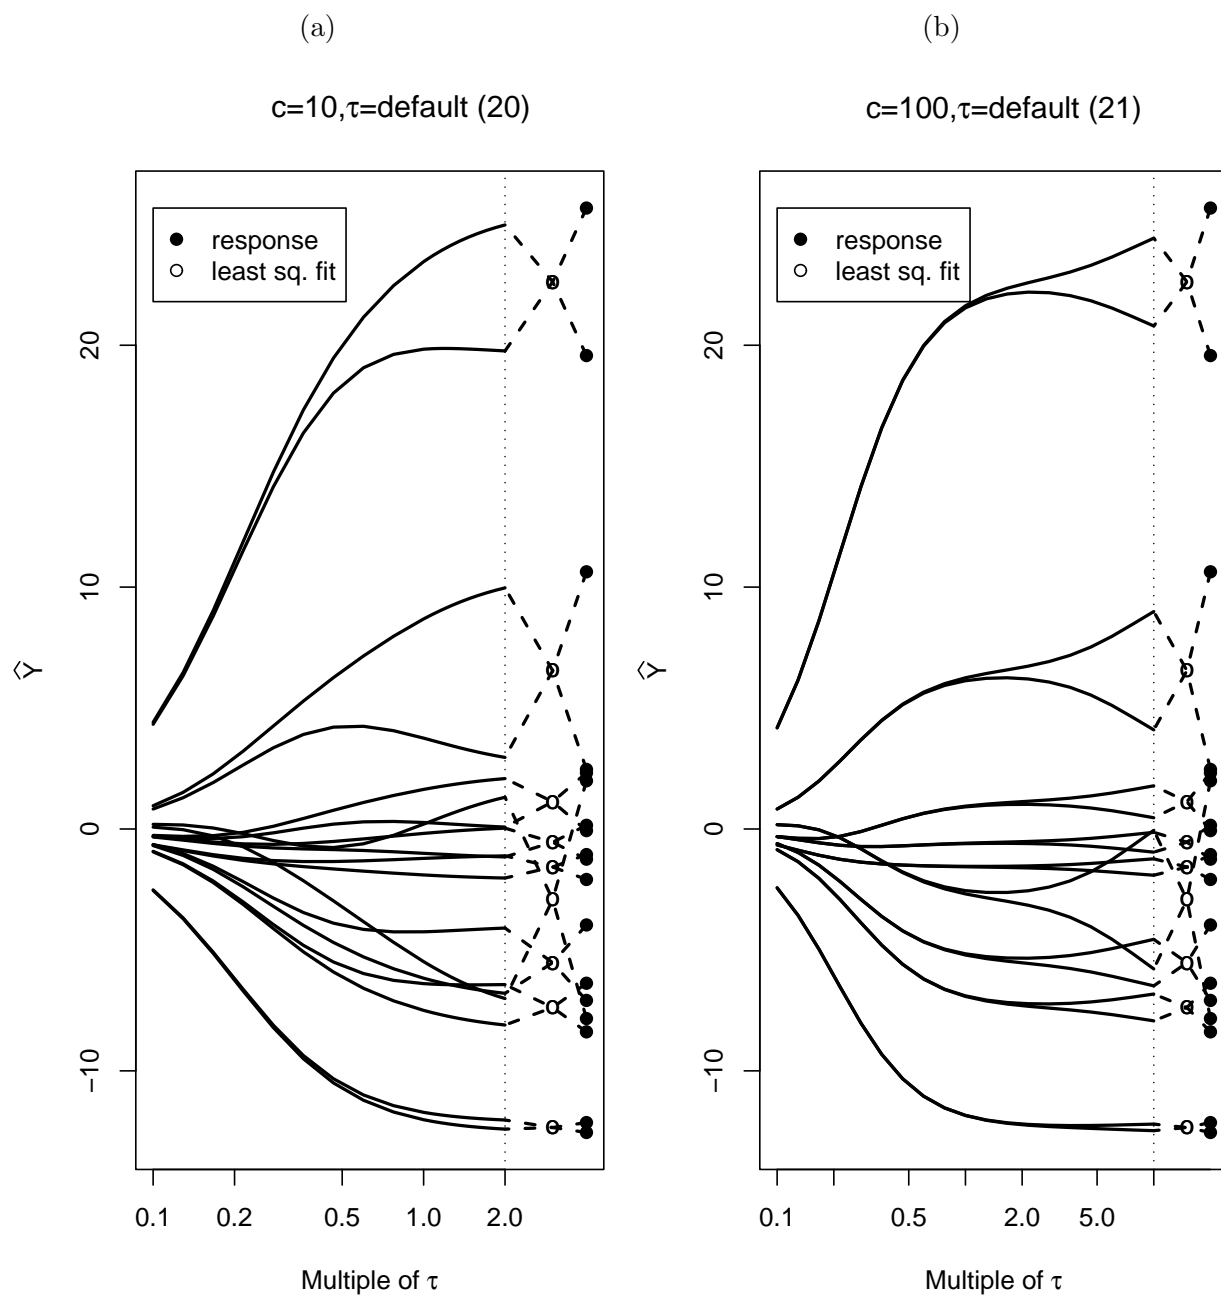 (a)
c=10,τ=default (20)
response
least sq. fit
20
10
0
−10
Ŷ
0.1 0.2 0.5 1.0 2.0
Multiple of τ
(b)
c=100,τ=default (21)
response
least sq. fit
20
10
0
−10
Ŷ
0.1 0.5 2.0 5.0
Multiple of τ